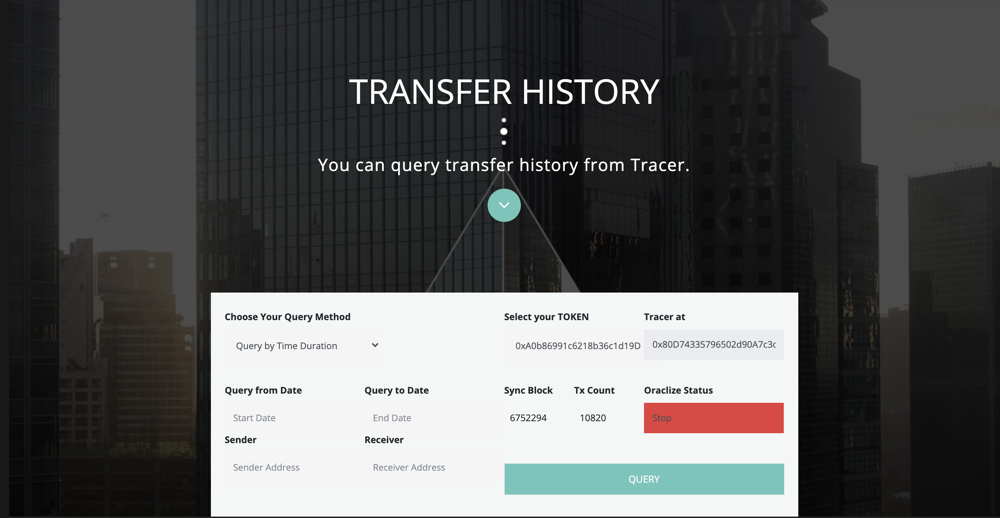 TRANSFER HISTORY
You can query transfer history from Tracer.
Choose Your Query Method
Select your TOKEN
Tracer at
Query by Time Duration
0xA0b86991c6218b36c1d19D
0x80D74335796502d90A7c3c
Query from Date
Query to Date
Sync Block
Tx Count
Oraclize Status
Start Date
End Date
6752294
10820
Stop
Sender
Receiver
Sender Address
Receiver Address
QUERY